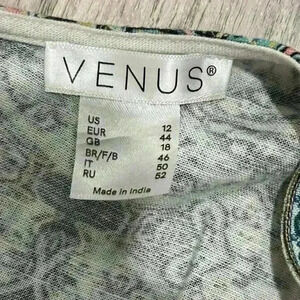 VENUS®
US 12
EUR 44
GB 18
BR/F/B 46
IT 50
RU 52
Made in India